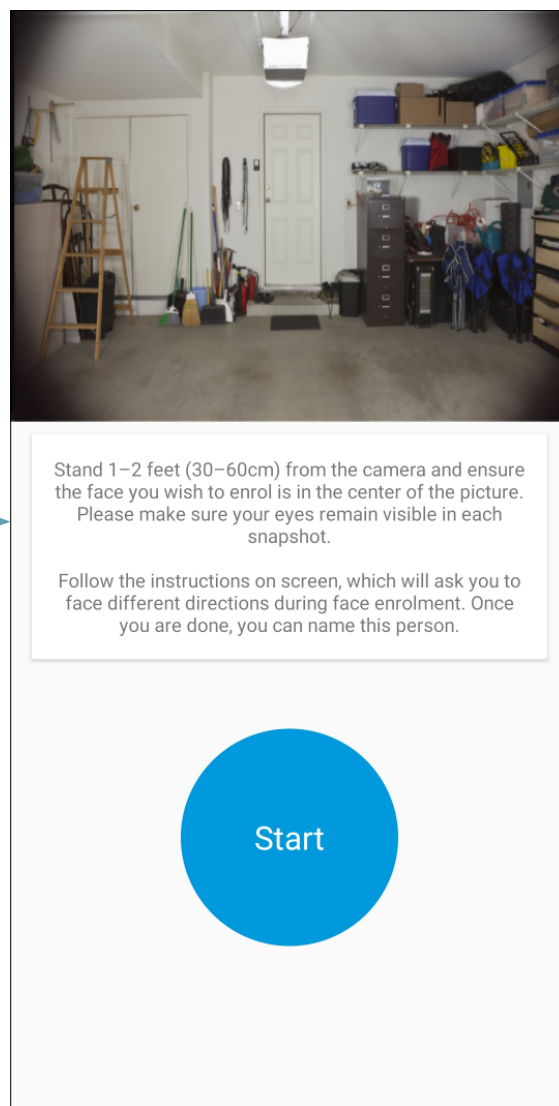 Stand 1–2 feet (30–60cm) from the camera and ensure
the face you wish to enrol is in the center of the picture.
Please make sure your eyes remain visible in each
snapshot.
Follow the instructions on screen, which will ask you to
face different directions during face enrolment. Once
you are done, you can name this person.
Start